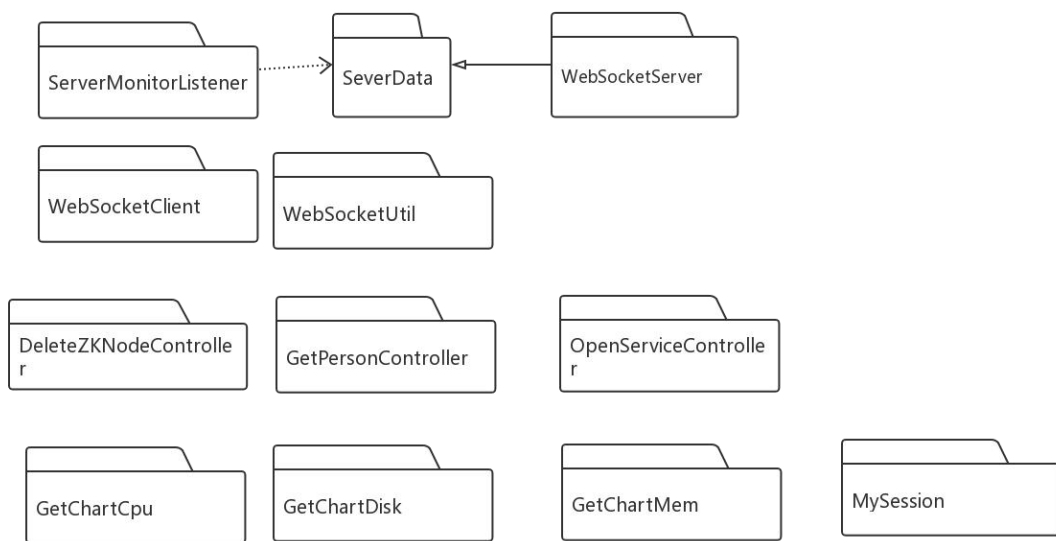 ServerMonitorListener
SeverData
WebSocketServer
WebSocketClient
WebSocketUtil
DeleteZKNodeControlle
r
GetPersonController
OpenServiceControlle
r
GetChartCpu
GetChartDisk
GetChartMem
MySession